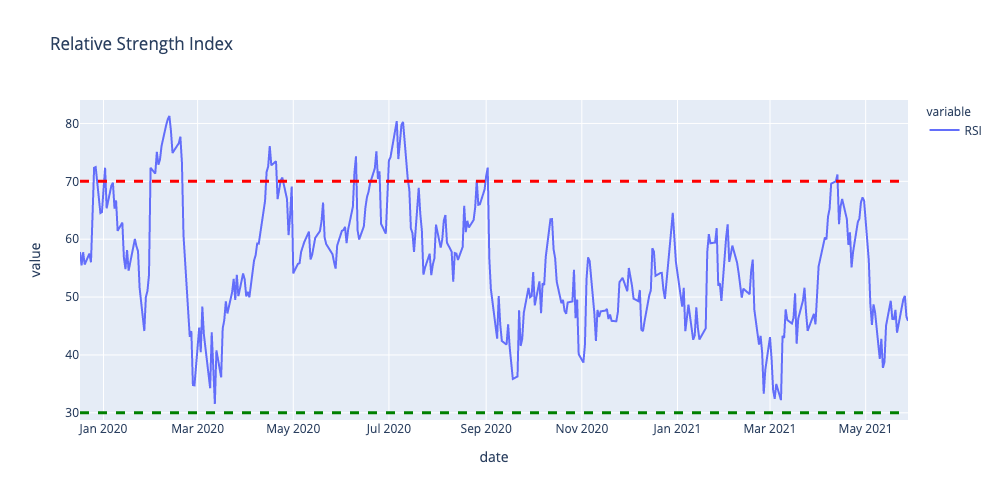 Relative Strength Index
variable
RSI
value
80
70
60
50
40
30
Jan 2020 Mar 2020 May 2020 Jul 2020 Sep 2020 Nov 2020 Jan 2021 Mar 2021 May 2021
date